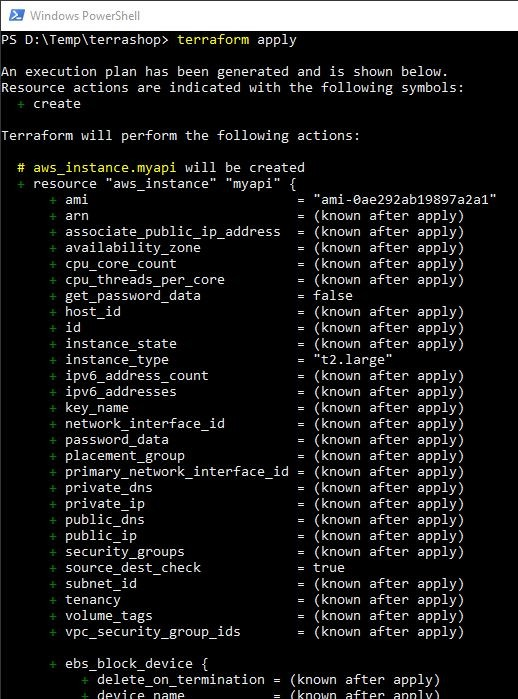 Windows PowerShell
PS D:\Temp\terrashop> terraform apply
An execution plan has been generated and is shown below.
Resource actions are indicated with the following symbols:
+ create
Terraform will perform the following actions:
# aws_instance.myapi will be created
+ resource "aws_instance" "myapi" {
+ ami = "ami-0ae292ab19897a2a1"
+ arn = (known after apply)
+ associate_public_ip_address = (known after apply)
+ availability_zone = (known after apply)
+ cpu_core_count = (known after apply)
+ cpu_threads_per_core = (known after apply)
+ get_password_data = false
+ host_id = (known after apply)
+ id = (known after apply)
+ instance_state = (known after apply)
+ instance_type = "t2.large"
+ ipv6_address_count = (known after apply)
+ ipv6_addresses = (known after apply)
+ key_name = (known after apply)
+ network_interface_id = (known after apply)
+ password_data = (known after apply)
+ placement_group = (known after apply)
+ primary_network_interface_id = (known after apply)
+ private_dns = (known after apply)
+ private_ip = (known after apply)
+ public_dns = (known after apply)
+ public_ip = (known after apply)
+ security_groups = (known after apply)
+ source_dest_check = true
+ subnet_id = (known after apply)
+ tenancy = (known after apply)
+ volume_tags = (known after apply)
+ vpc_security_group_ids = (known after apply)
+ ebs_block_device {
+ delete_on_termination = (known after apply)
+ device_name = (known after apply)